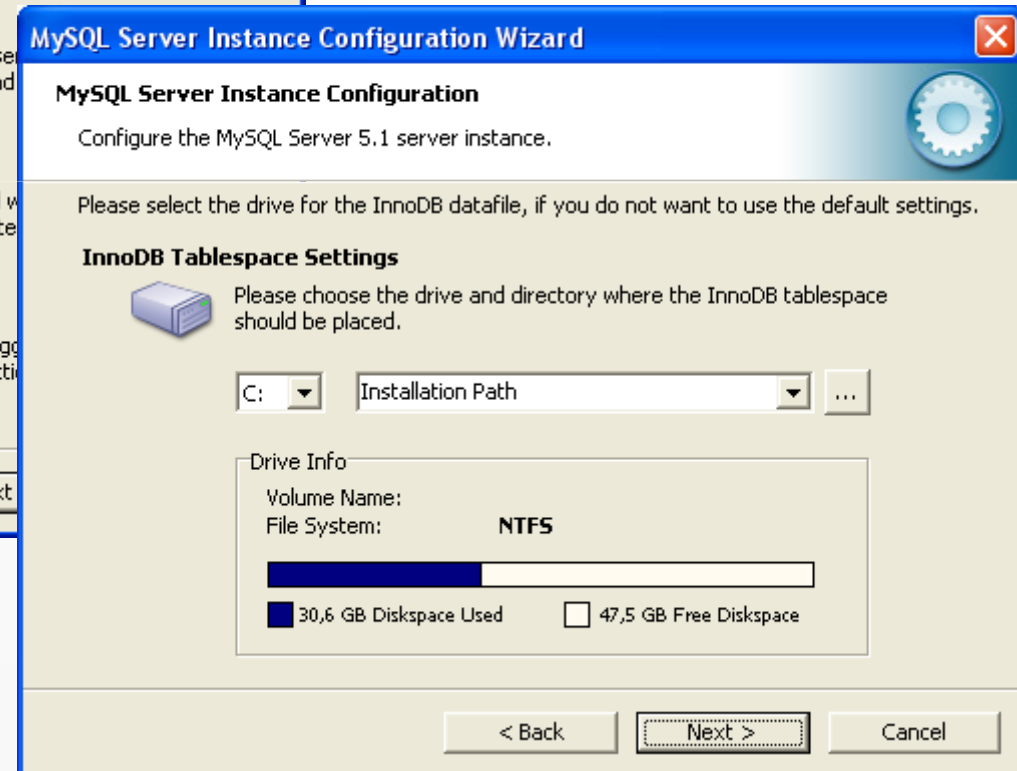 MySQL Server Instance Configuration Wizard
MySQL Server Instance Configuration
Configure the MySQL Server 5.1 server instance.
Please select the drive for the InnoDB datafile, if you do not want to use the default settings.
InnoDB Tablespace Settings
Please choose the drive and directory where the InnoDB tablespace
should be placed.
C: Installation Path ...
Drive Info
Volume Name:
File System: NTFS
30,6 GB Diskspace Used 47,5 GB Free Diskspace
< Back Next > Cancel